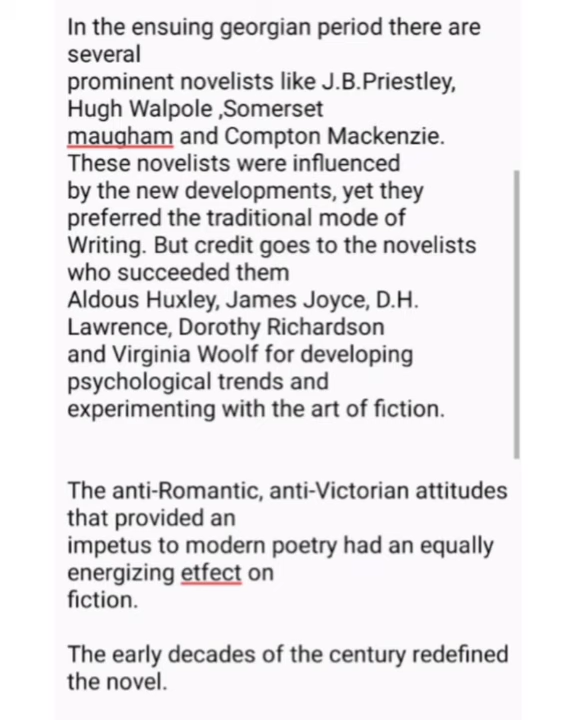 In the ensuing georgian period there are
several
prominent novelists like J.B.Priestley,
Hugh Walpole ,Somerset
maugham and Compton Mackenzie.
These novelists were influenced
by the new developments, yet they
preferred the traditional mode of
Writing. But credit goes to the novelists
who succeeded them
Aldous Huxley, James Joyce, D.H.
Lawrence, Dorothy Richardson
and Virginia Woolf for developing
psychological trends and
experimenting with the art of fiction.
The anti-Romantic, anti-Victorian attitudes
that provided an
impetus to modern poetry had an equally
energizing etfect on
fiction.
The early decades of the century redefined
the novel.